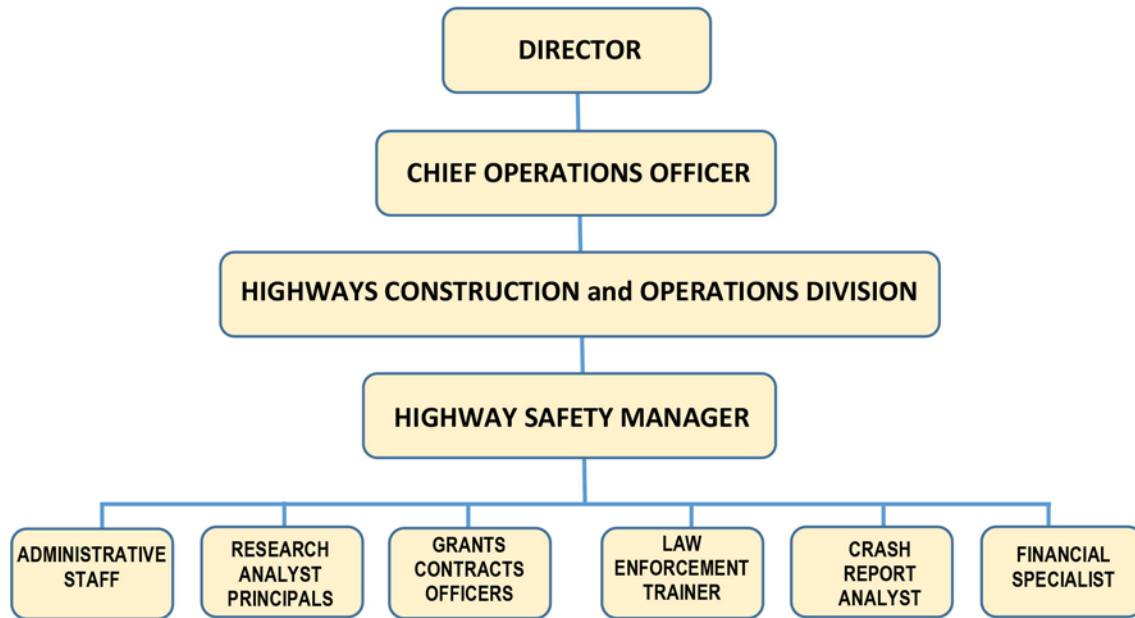 DIRECTOR
CHIEF OPERATIONS OFFICER
HIGHWAYS CONSTRUCTION and OPERATIONS DIVISION
HIGHWAY SAFETY MANAGER
ADMINISTRATIVE
STAFF
RESEARCH
ANALYST
PRINCIPALS
GRANTS
CONTRACTS
OFFICERS
LAW
ENFORCEMENT
TRAINER
CRASH
REPORT
ANALYST
FINANCIAL
SPECIALIST